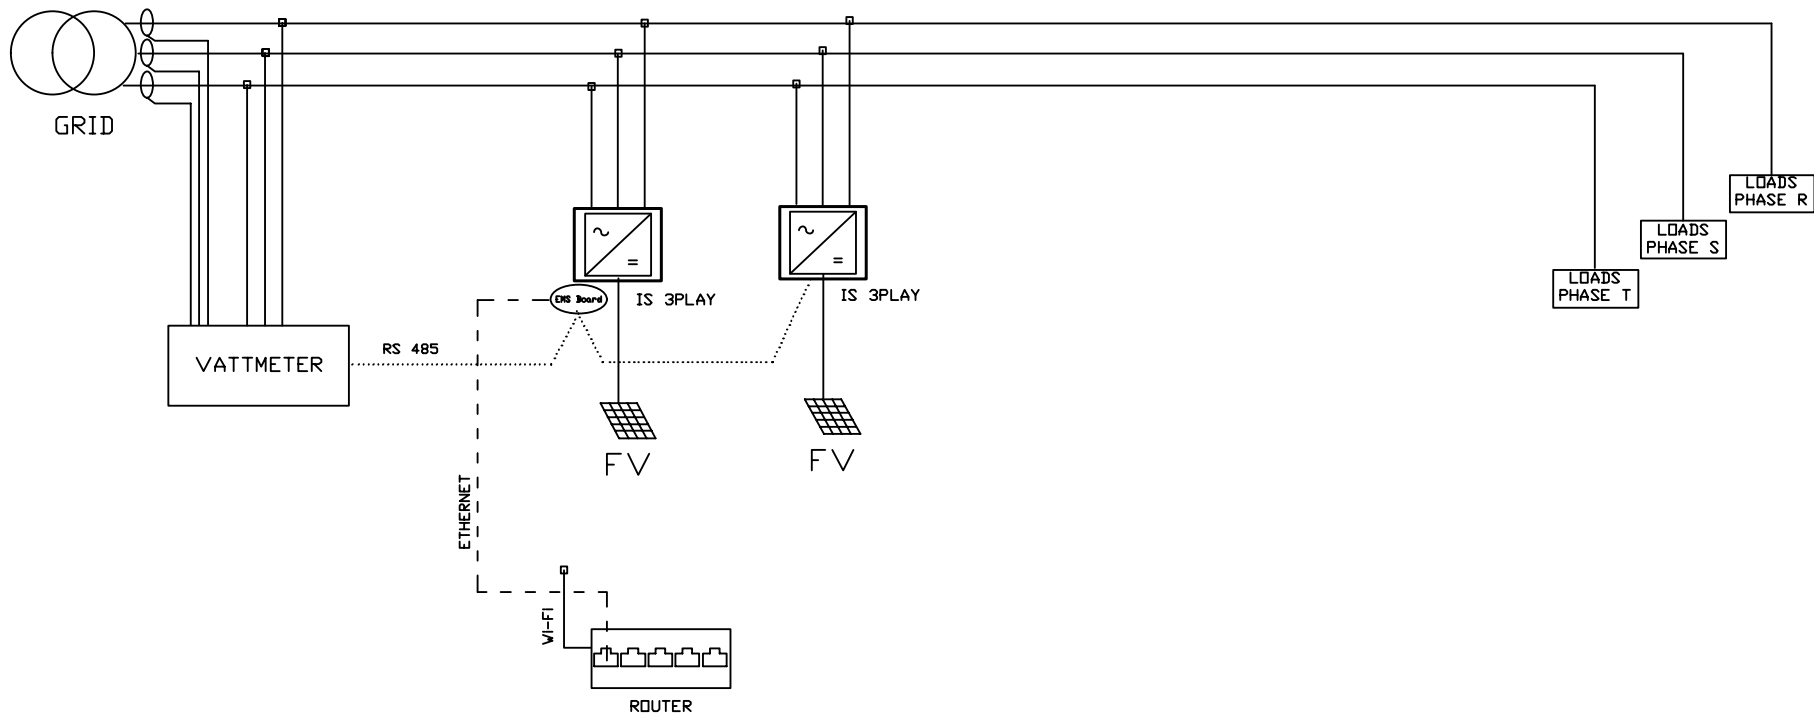 GRID
LOADS
PHASE R
LOADS
PHASE S
LOADS
PHASE T
EMS Board
IS 3PLAY
IS 3PLAY
RS 485
VATTMETER
FV
FV
ETHERNET
WI-FI
ROUTER